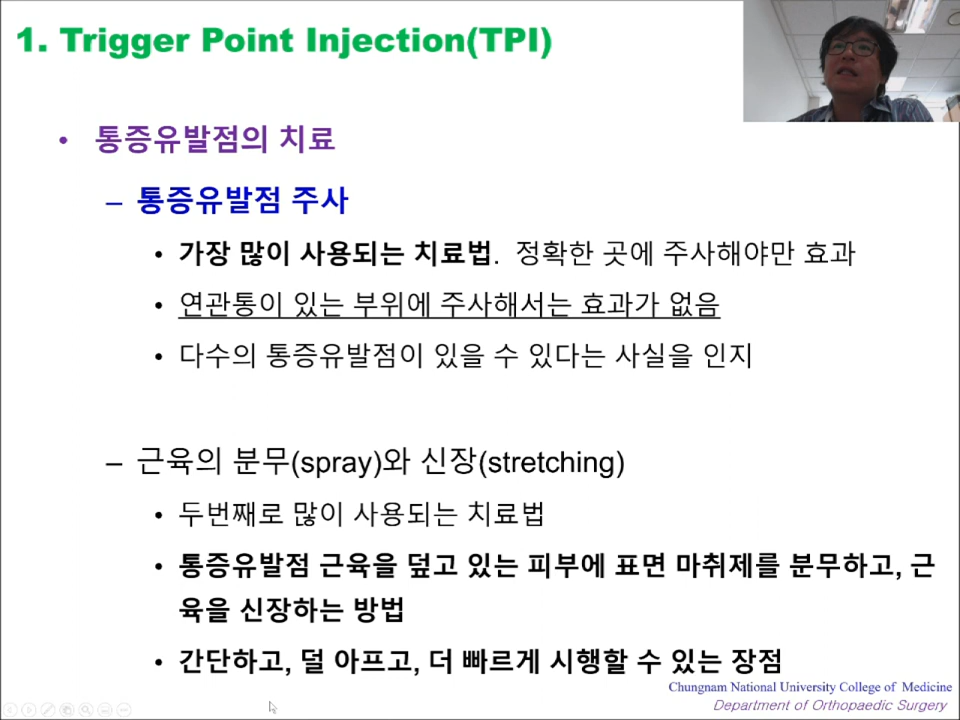 1. Trigger Point Injection(TPI)
• 통증유발점의 치료
– 통증유발점 주사
• 가장 많이 사용되는 치료법. 정확한 곳에 주사해야만 효과
• 연관통이 있는 부위에 주사해서는 효과가 없음
• 다수의 통증유발점이 있을 수 있다는 사실을 인지
– 근육의 분무(spray)와 신장(stretching)
• 두번째로 많이 사용되는 치료법
• 통증유발점 근육을 덮고 있는 피부에 표면 마취제를 분무하고, 근
육을 신장하는 방법
• 간단하고, 덜 아프고, 더 빠르게 시행할 수 있는 장점
Chungnam National University College of Medicine
Department of Orthopaedic Surgery